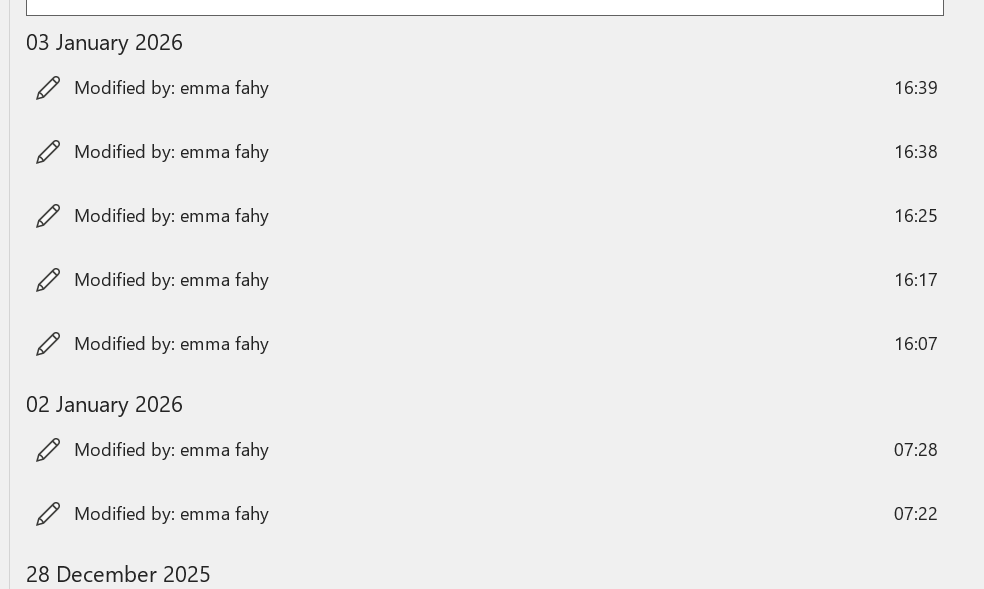 03 January 2026
Modified by: emma fahy 16:39
Modified by: emma fahy 16:38
Modified by: emma fahy 16:25
Modified by: emma fahy 16:17
Modified by: emma fahy 16:07
02 January 2026
Modified by: emma fahy 07:28
Modified by: emma fahy 07:22
28 December 2025